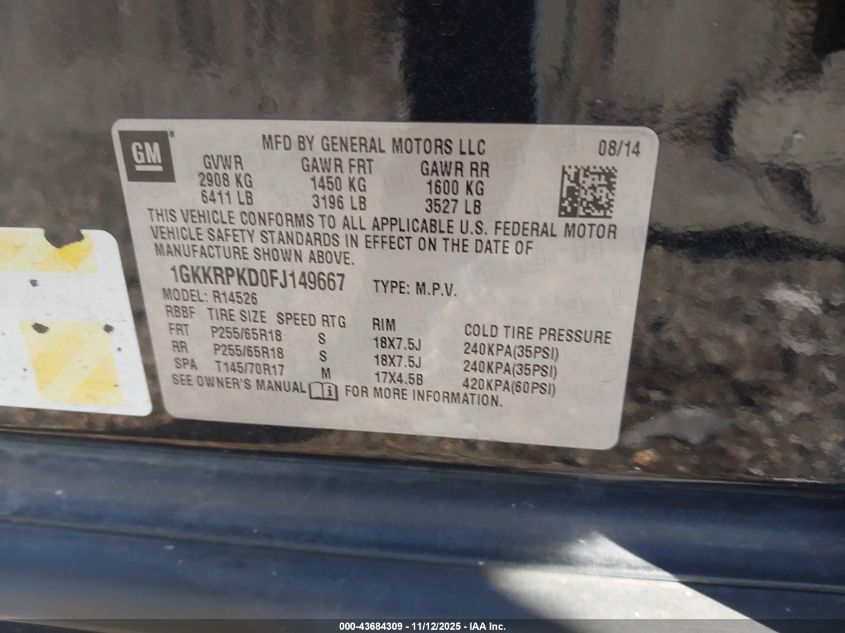 GM
MFD BY GENERAL MOTORS LLC 08/14
GVWR GAWR FRT GAWR RR
2908 KG 1450 KG 1600 KG
6411 LB 3196 LB 3527 LB
THIS VEHICLE CONFORMS TO ALL APPLICABLE U.S. FEDERAL MOTOR
VEHICLE SAFETY STANDARDS IN EFFECT ON THE DATE OF
MANUFACTURE SHOWN ABOVE.
1GKKRPKD0FJ149667 TYPE: M.P.V.
MODEL: R14526
RBBF TIRE SIZE SPEED RTG RIM COLD TIRE PRESSURE
FRT P255/65R18 S 18X7.5J 240KPA(35PSI)
RR P255/65R18 S 18X7.5J 240KPA(35PSI)
SPA T145/70R17 M 17X4.5B 420KPA(60PSI)
SEE OWNER'S MANUAL FOR MORE INFORMATION.
000-43684309 - 11/12/2025 - IAA Inc.